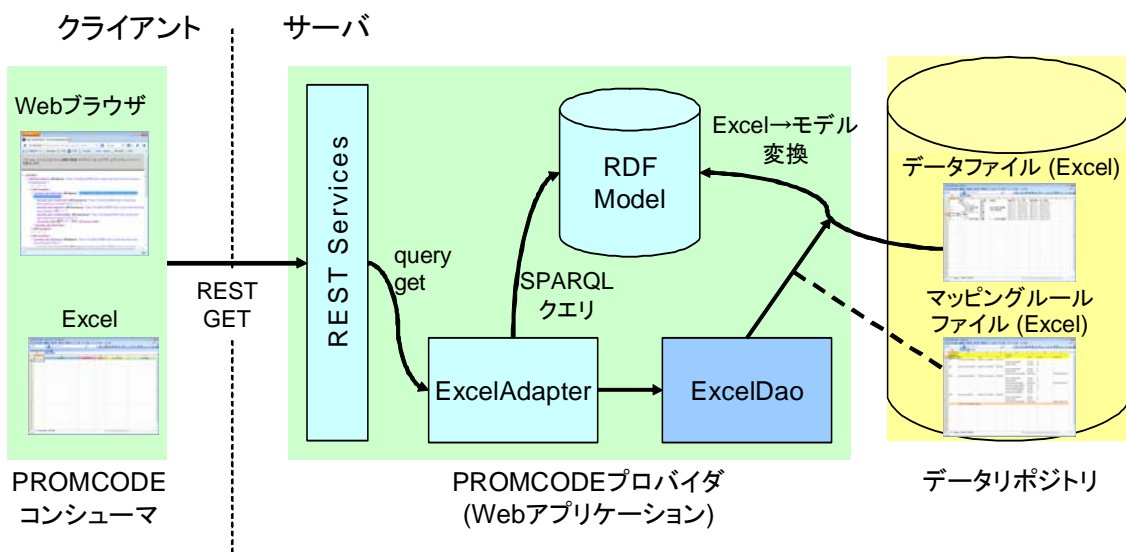 クライアント
サーバ
Webブラウザ
Excel
PROMCODE
コンシューマ
REST
GET
REST Services
query
get
SPARQL
クエリ
RDF
Model
Excel→モデル
変換
ExcelAdapter
ExcelDao
PROMCODEプロバイダ
(Webアプリケーション)
データファイル (Excel)
マッピングルール
ファイル (Excel)
データリポジトリ